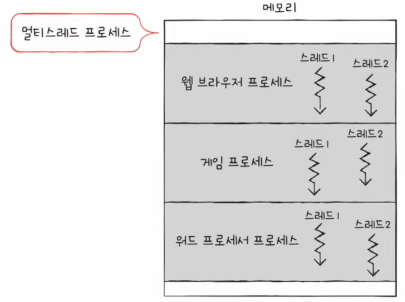 메모리
멀티스레드 프로세스
스레드1
스레드2
웹 브라우저 프로세스
스레드1
스레드2
게임 프로세스
스레드1
스레드2
워드 프로세서 프로세스